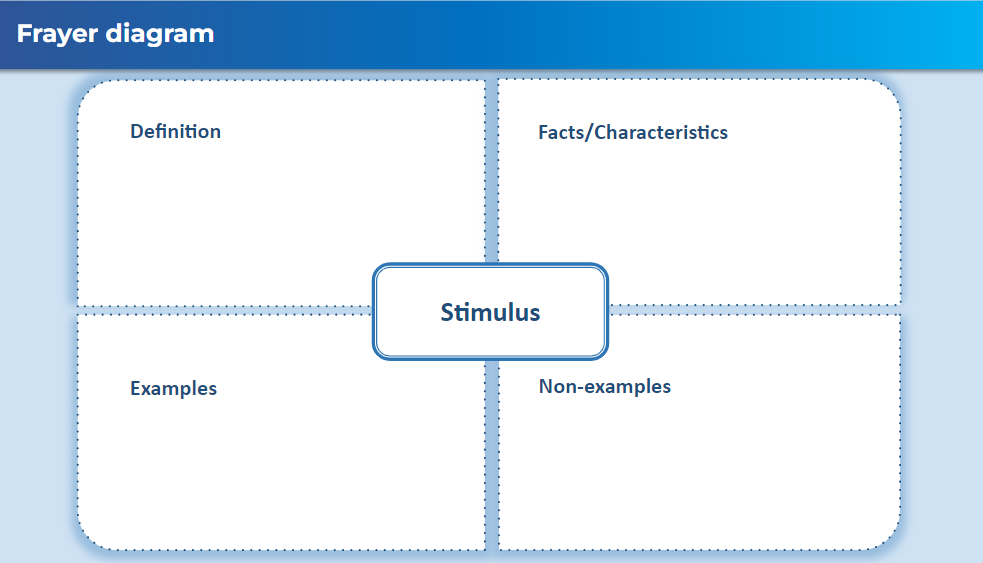 Frayer diagram
Definition
Facts/Characteristics
Stimulus
Examples
Non-examples